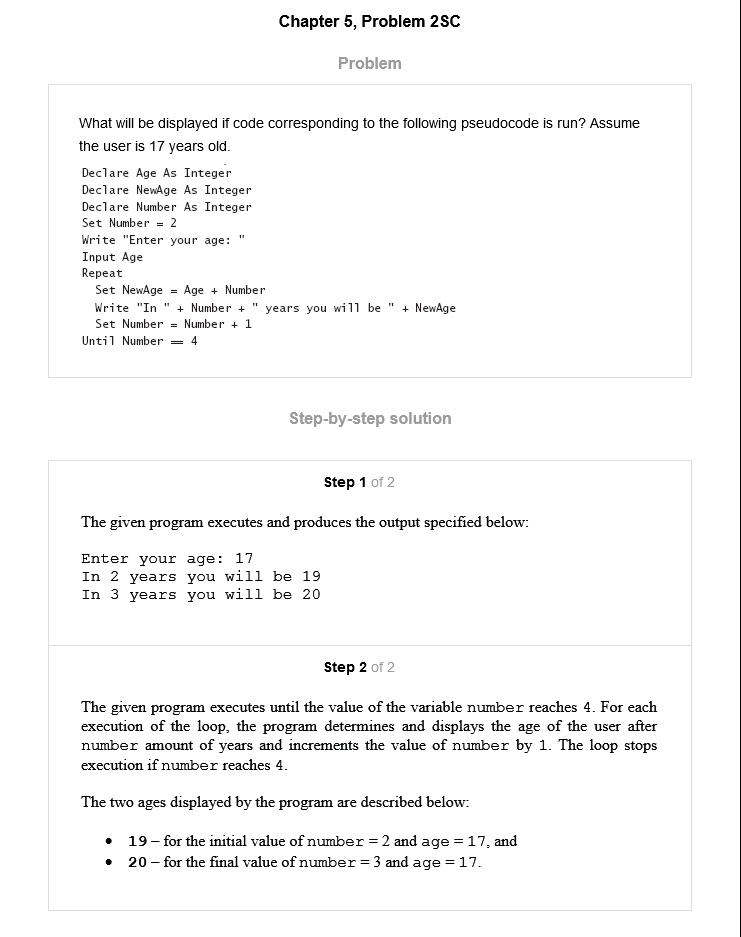 Chapter 5, Problem 2SC
Problem
What will be displayed if code corresponding to the following pseudocode is run? Assume
the user is 17 years old.
Declare Age As Integer
Declare NewAge As Integer
Declare Number As Integer
Set Number = 2
Write "Enter your age: "
Input Age
Repeat
Set NewAge = Age + Number
Write "In " + Number + " years you will be " + NewAge
Set Number = Number + 1
Until Number == 4
Step-by-step solution
Step 1 of 2
The given program executes and produces the output specified below:
Enter your age: 17
In 2 years you will be 19
In 3 years you will be 20
Step 2 of 2
The given program executes until the value of the variable number reaches 4. For each
execution of the loop, the program determines and displays the age of the user after
number amount of years and increments the value of number by 1. The loop stops
execution if number reaches 4.
The two ages displayed by the program are described below:
• 19 – for the initial value of number = 2 and age = 17, and
• 20 – for the final value of number = 3 and age = 17.